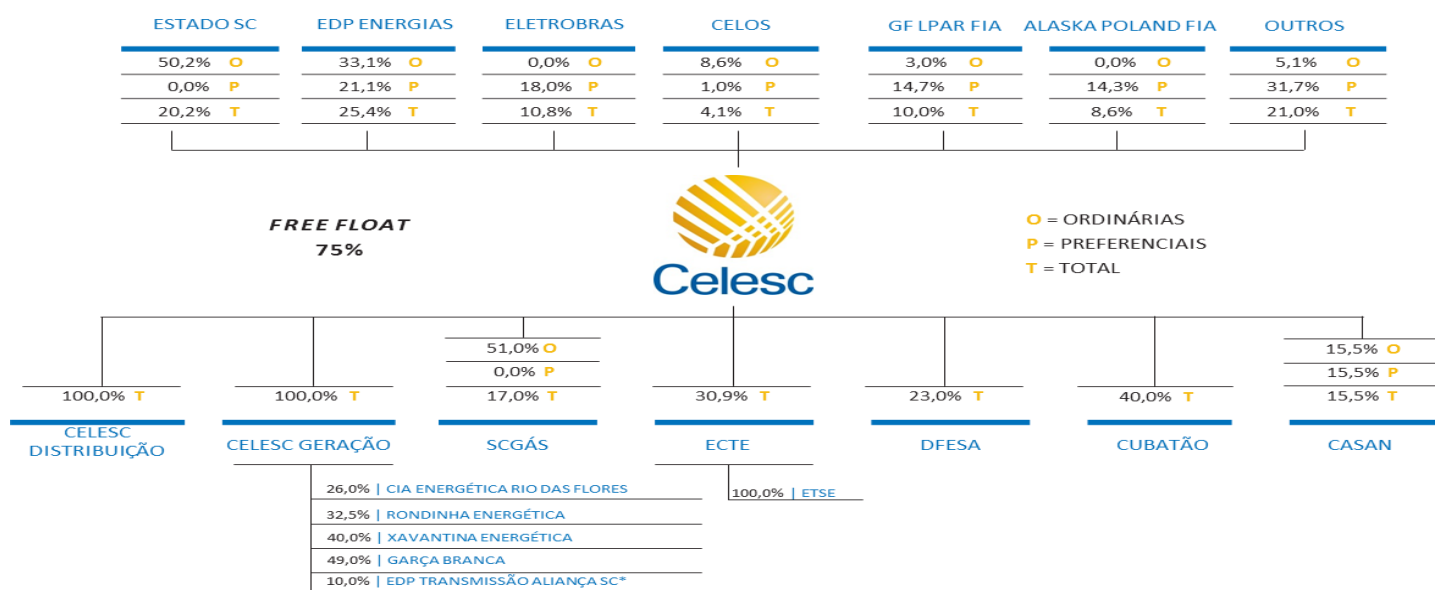 ESTADO SC EDP ENERGIAS ELETROBRAS CELOS GF LPAR FIA ALASKA POLAND FIA OUTROS
50,2% O 33,1% O 0,0% O 8,6% O 3,0% O 0,0% O 5,1% O
0,0% P 21,1% P 18,0% P 1,0% P 14,7% P 14,3% P 31,7% P
20,2% T 25,4% T 10,8% T 4,1% T 10,0% T 8,6% T 21,0% T
FREE FLOAT
75%
Celesc
O = ORDINÁRIAS
P = PREFERENCIAIS
T = TOTAL
51,0% O 15,5% O
0,0% P 15,5% P
100,0% T 100,0% T 17,0% T 30,9% T 23,0% T 40,0% T 15,5% T
CELESC
DISTRIBUIÇÃO CELESC GERAÇÃO SCGÁS ECTE DFESA CUBATÃO CASAN
26,0% | CIA ENERGÉTICA RIO DAS FLORES
100,0% | ETSE
32,5% | RONDINHA ENERGÉTICA
40,0% | XAVANTINA ENERGÉTICA
49,0% | GARÇA BRANCA
10,0% | EDP TRANSMISSÃO ALIANÇA SC*